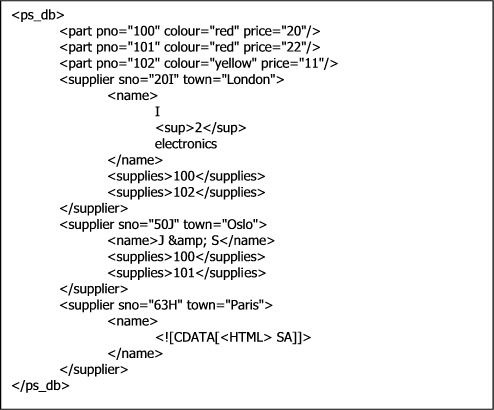 <ps_db>
<part pno="100" colour="red" price="20"/>
<part pno="101" colour="red" price="22"/>
<part pno="102" colour="yellow" price="11"/>
<supplier sno="20I" town="London">
<name>
I
<sup>2</sup>
electronics
</name>
<supplies>100</supplies>
<supplies>102</supplies>
</supplier>
<supplier sno="50J" town="Oslo">
<name>J &amp; S</name>
<supplies>100</supplies>
<supplies>101</supplies>
</supplier>
<supplier sno="63H" town="Paris">
<name>
<![CDATA[<HTML> SA]]>
</name>
</supplier>
</ps_db>